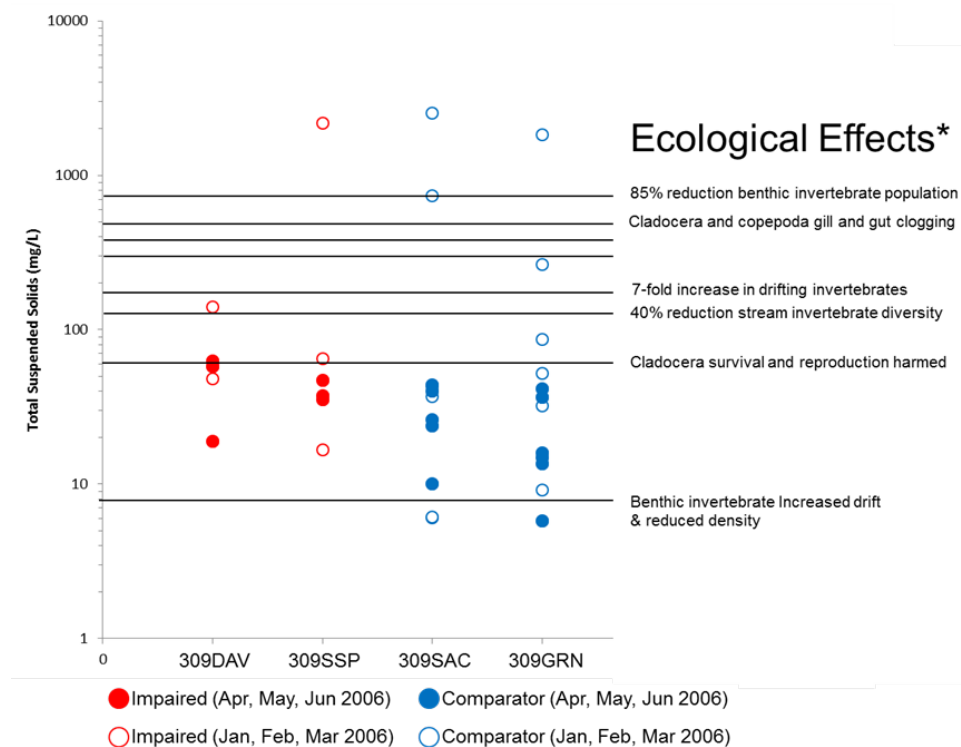 10000
1000
100
10
1
0
Total Suspended Solids (mg/L)
Ecological Effects*
85% reduction benthic invertebrate population
Cladocera and copepoda gill and gut clogging
7-fold increase in drifting invertebrates
40% reduction stream invertebrate diversity
Cladocera survival and reproduction harmed
Benthic invertebrate Increased drift
& reduced density
309DAV 309SSP 309SAC 309GRN
Impaired (Apr, May, Jun 2006) Comparator (Apr, May, Jun 2006)
Impaired (Jan, Feb, Mar 2006) Comparator (Jan, Feb, Mar 2006)